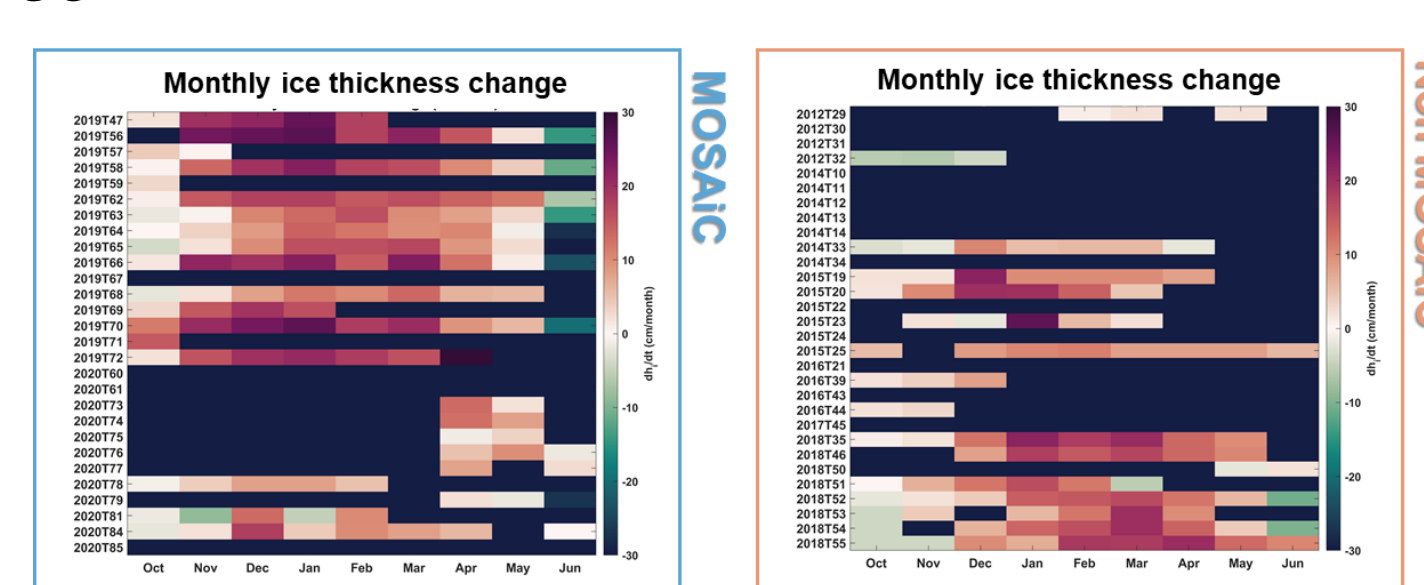 Monthly ice thickness change
2019T47
2019T56
2019T57
2019T58
2019T59
2019T62
2019T63
2019T64
2019T65
2019T66
2019T67
2019T68
2019T69
2019T70
2019T71
2019T72
2020T60
2020T61
2020T73
2020T74
2020T75
2020T76
2020T77
2020T78
2020T79
2020T81
2020T84
2020T85
Oct Nov Dec Jan Feb Mar Apr May Jun
30
20
10
0
-10
-20
-30
dhi/dt (cm/month)
MOSAiC
Monthly ice thickness change
2012T29
2012T30
2012T31
2012T32
2014T10
2014T11
2014T12
2014T13
2014T14
2014T33
2014T34
2015T19
2015T20
2015T22
2015T23
2015T24
2015T25
2016T21
2016T39
2016T43
2016T44
2017T45
2018T35
2018T46
2018T50
2018T51
2018T52
2018T53
2018T54
2018T55
Oct Nov Dec Jan Feb Mar Apr May Jun
30
20
10
0
-10
-20
-30
dhi/dt (cm/month)